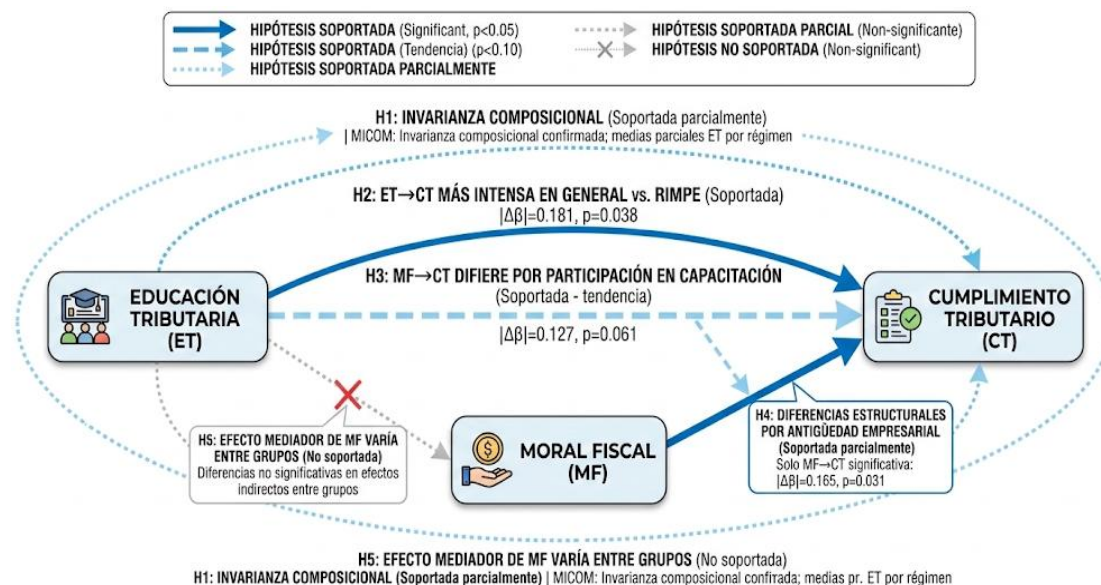 HIPÓTESIS SOPORTADA (Significant, p<0.05)
HIPÓTESIS SOPORTADA (Tendencia) (p<0.10)
HIPÓTESIS SOPORTADA PARCIALMENTE
HIPÓTESIS SOPORTADA PARCIAL (Non-significante)
HIPÓTESIS NO SOPORTADA (Non-significant)
H1: INVARIANZA COMPOSICIONAL (Soportada parcialmente)
| MICOM: Invarianza composicional confirmada; medias parciales ET por régimen
H2: ET→CT MÁS INTENSA EN GENERAL vs. RIMPE (Soportada)
|Δβ|=0.181, p=0.038
H3: MF→CT DIFIERE POR PARTICIPACIÓN EN CAPACITACIÓN
(Soportada - tendencia)
|Δβ|=0.127, p=0.061
EDUCACIÓN
TRIBUTARIA
(ET)
CUMPLIMIENTO
TRIBUTARIO
(CT)
H5: EFECTO MEDIADOR DE MF VARÍA
ENTRE GRUPOS (No soportada)
Diferencias no significativas en efectos
indirectos entre grupos
$
MORAL FISCAL
(MF)
H4: DIFERENCIAS ESTRUCTURALES
POR ANTIGÜEDAD EMPRESARIAL
(Soportada parcialmente)
Solo MF→CT significativa:
|Δβ|=0.165, p=0.031
H5: EFECTO MEDIADOR DE MF VARÍA ENTRE GRUPOS (No soportada)
H1: INVARIANZA COMPOSICIONAL (Soportada parcialmente) | MICOM: Invarianza composicional confirada; medias pr. ET por régimen